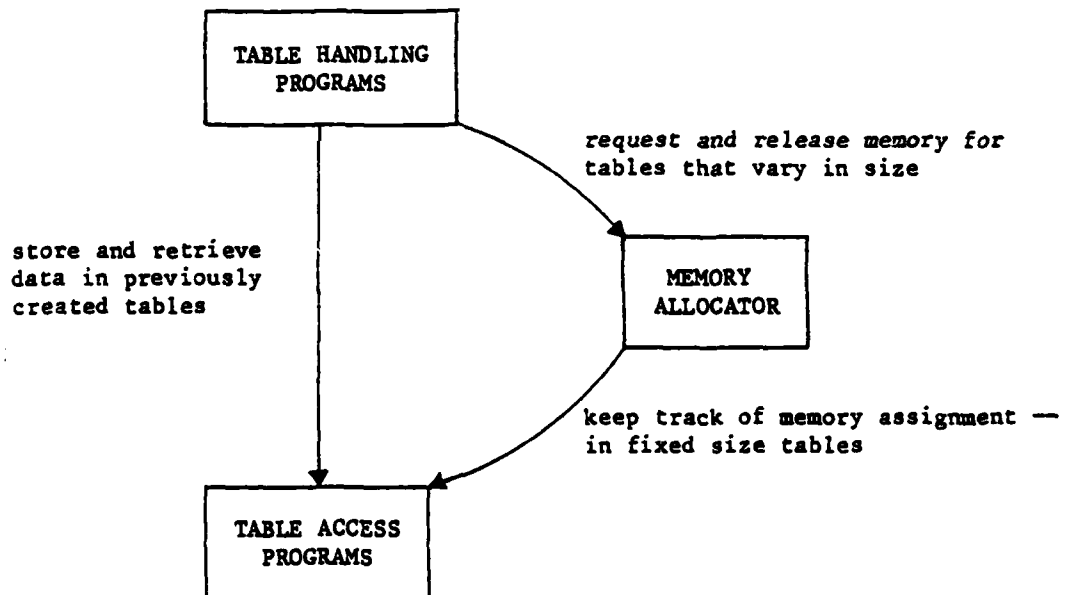 TABLE HANDLING
PROGRAMS
request and release memory for
tables that vary in size
store and retrieve
data in previously
created tables
MEMORY
ALLOCATOR
keep track of memory assignment —
in fixed size tables
TABLE ACCESS
PROGRAMS